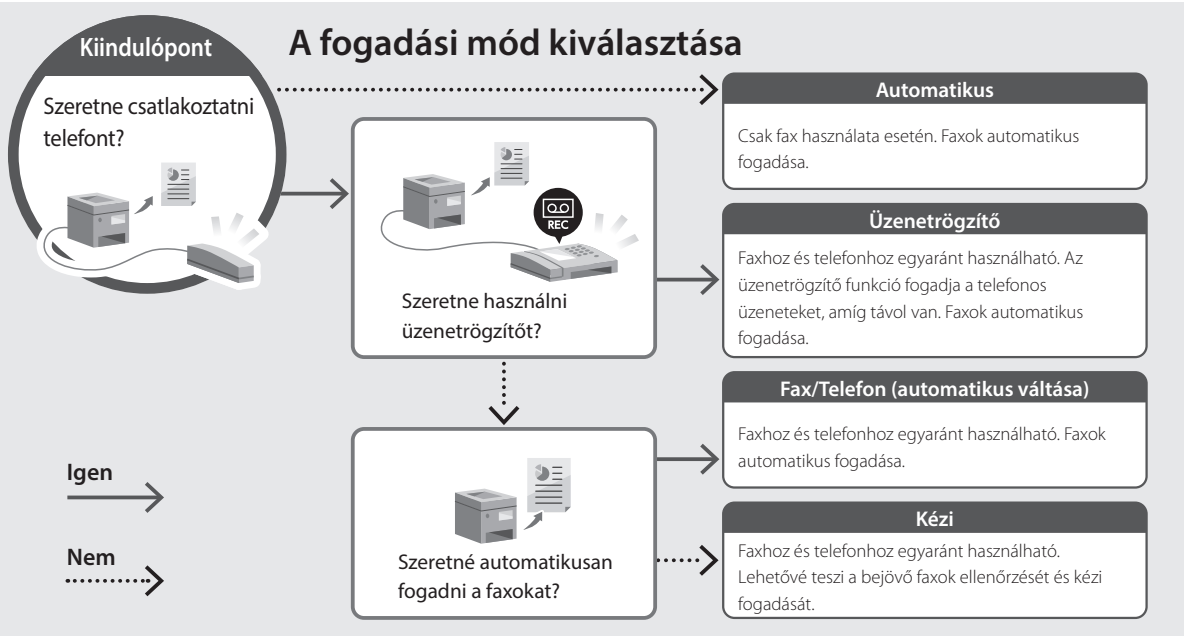 A fogadási mód kiválasztása
Kiindulópont
Szeretne csatlakoztatni
telefont?
Automatikus
Csak fax használata esetén. Faxok automatikus
fogadása.
REC
Szeretne használni
üzenetrögzítőt?
Üzenetrögzítő
Faxhoz és telefonhoz egyaránt használható. Az
üzenetrögzítő funkció fogadja a telefonos
üzeneteket, amíg távol van. Faxok automatikus
fogadása.
Szeretné automatikusan
fogadni a faxokat?
Fax/Telefon (automatikus váltása)
Faxhoz és telefonhoz egyaránt használható. Faxok
automatikus fogadása.
Kézi
Faxhoz és telefonhoz egyaránt használható.
Lehetővé teszi a bejövő faxok ellenőrzését és kézi
fogadását.
Igen
Nem